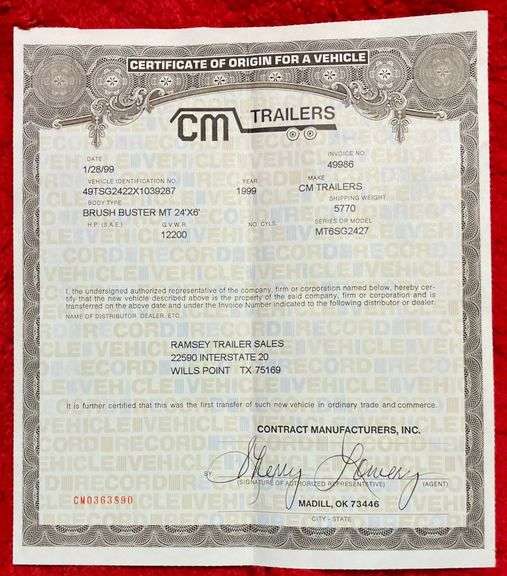 CERTIFICATE OF ORIGIN FOR A VEHICLE
CM TRAILERS
DATE INVOICE NO.
1/28/99 49986
VEHICLE IDENTIFICATION NO. YEAR MAKE
49TSG2422X1039287 1999 CM TRAILERS
BODY TYPE SHIPPING WEIGHT
BRUSH BUSTER MT 24'X6' 5770
H.P. (S.A.E.) G.V.W.R. NO. CYLS. SERIES OR MODEL
12200 MT6SG2427
I, the undersigned authorized representative of the company, firm or corporation named below, hereby cer-
tify that the new vehicle described above is the property of the said company, firm or corporation and is
transferred on the above date and under the Invoice Number indicated to the following distributor or dealer.
NAME OF DISTRIBUTOR, DEALER, ETC.
RAMSEY TRAILER SALES
22590 INTERSTATE 20
WILLS POINT TX 75169
It is further certified that this was the first transfer of such new vehicle in ordinary trade and commerce.
CONTRACT MANUFACTURERS, INC.
BY Sherry Lowery
(SIGNATURE OF AUTHORIZED REPRESENTATIVE) (AGENT)
CM0363890
MADILL, OK 73446
CITY - STATE